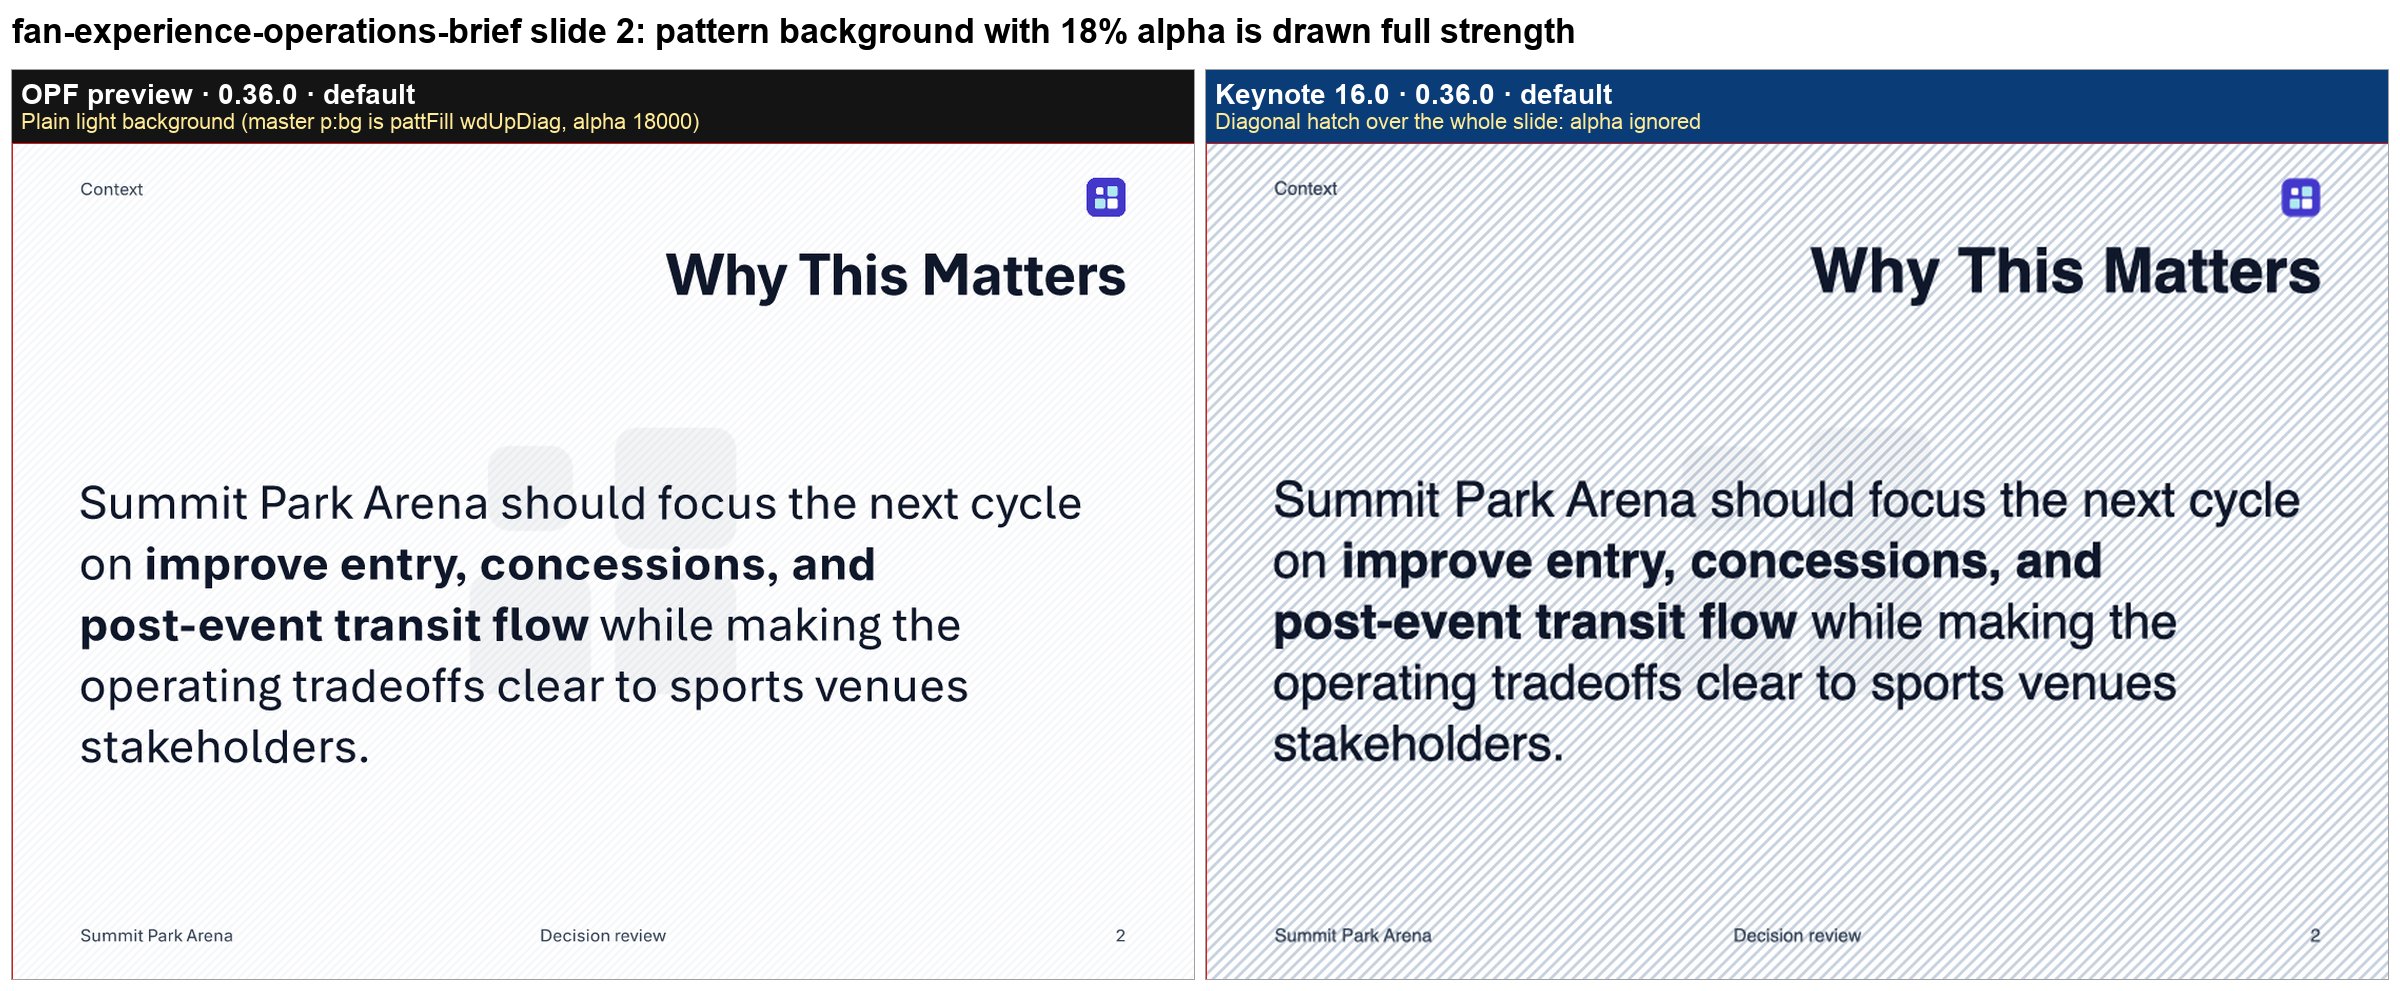 fan-experience-operations-brief slide 2: pattern background with 18% alpha is drawn full strength
OPF preview · 0.36.0 · default
Plain light background (master p:bg is pattFill wdUpDiag, alpha 18000)
Context
Why This Matters
Summit Park Arena should focus the next cycle
on improve entry, concessions, and
post-event transit flow while making the
operating tradeoffs clear to sports venues
stakeholders.
Summit Park Arena
Decision review
2
Keynote 16.0 · 0.36.0 · default
Diagonal hatch over the whole slide: alpha ignored
Context
Why This Matters
Summit Park Arena should focus the next cycle
on improve entry, concessions, and
post-event transit flow while making the
operating tradeoffs clear to sports venues
stakeholders.
Summit Park Arena
Decision review
2